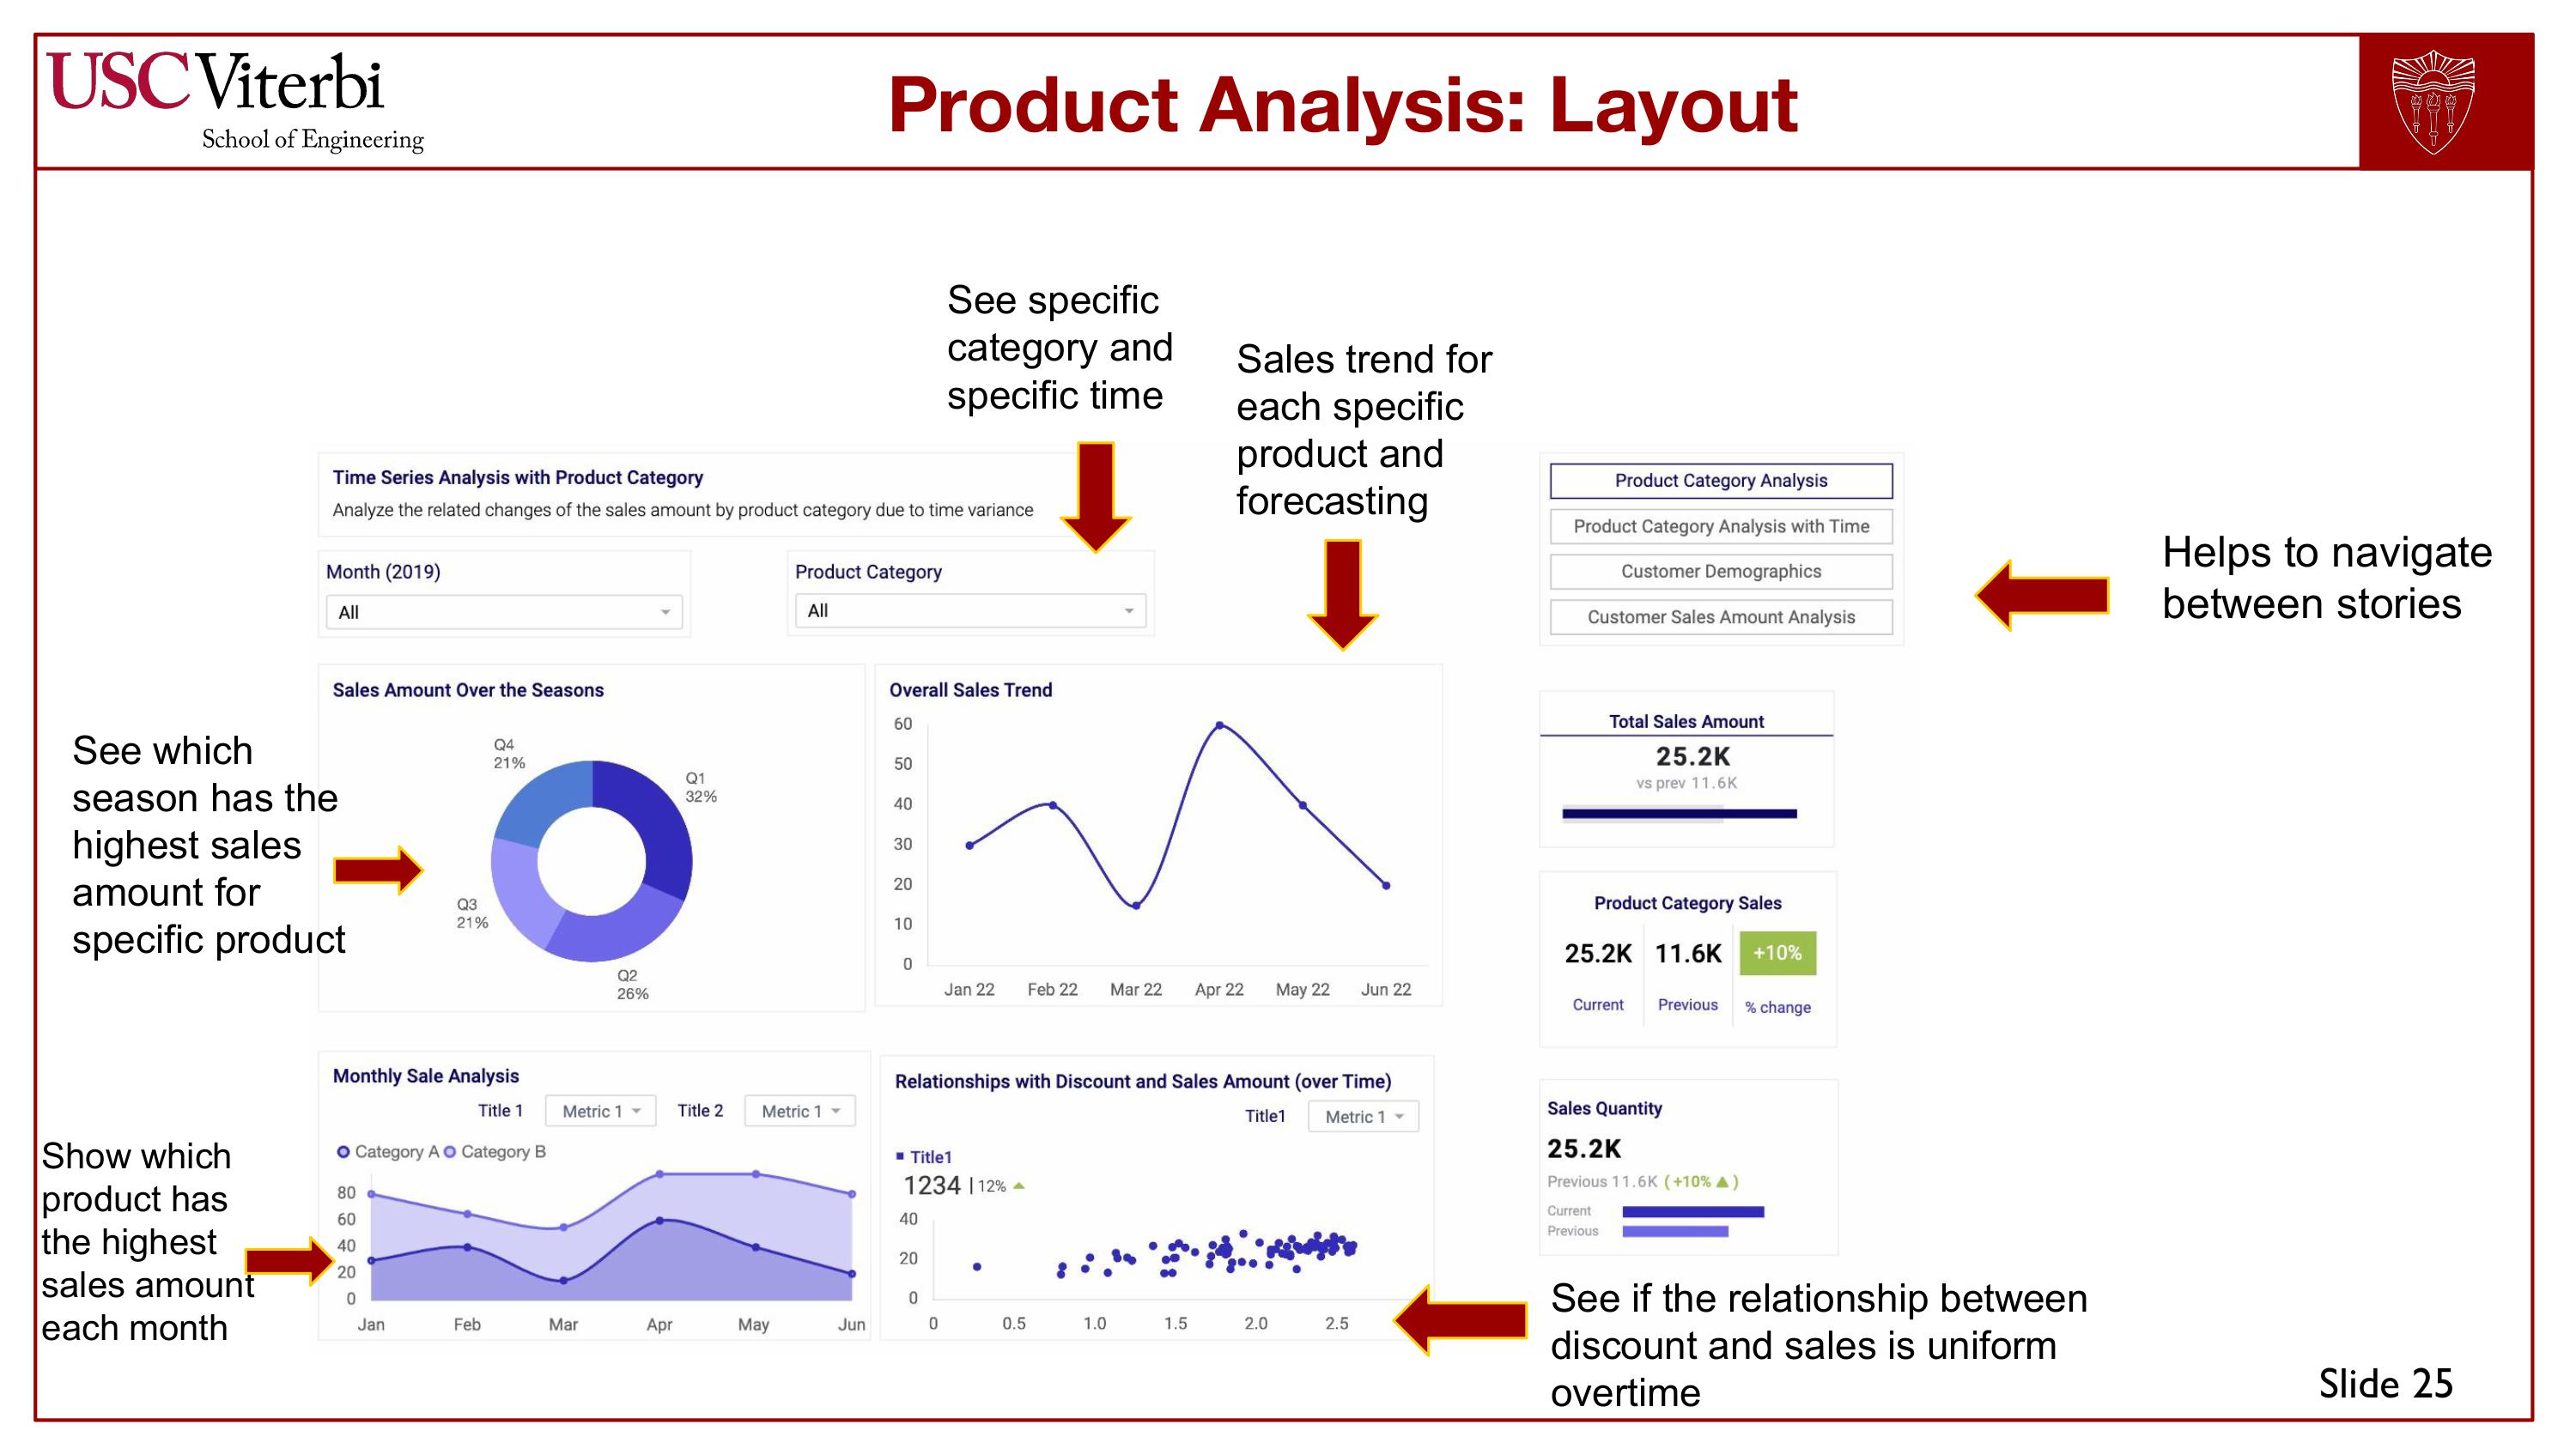 USC Viterbi
School of Engineering
Product Analysis: Layout
See specific
category and
specific time
Sales trend for
each specific
product and
forecasting
Time Series Analysis with Product Category
Analyze the related changes of the sales amount by product category due to time variance
Month (2019)
All
Product Category
All
Product Category Analysis
Product Category Analysis with Time
Customer Demographics
Customer Sales Amount Analysis
Helps to navigate
between stories
See which
season has the
highest sales
amount for
specific product
Sales Amount Over the Seasons
Q4
21%
Q1
32%
Q3
21%
Q2
26%
Overall Sales Trend
60
50
40
30
20
10
0
Jan 22 Feb 22 Mar 22 Apr 22 May 22 Jun 22
Total Sales Amount
25.2K
vs prev 11.6K
Product Category Sales
25.2K 11.6K +10%
Current Previous % change
Show which
product has
the highest
sales amount
each month
Monthly Sale Analysis
Title 1 Metric 1 Title 2 Metric 1
Category A Category B
80
60
40
20
0
Jan Feb Mar Apr May Jun
Relationships with Discount and Sales Amount (over Time)
Title1 Metric 1
Title1
1234 | 12%
40
20
0
0 0.5 1.0 1.5 2.0 2.5
Sales Quantity
25.2K
Previous 11.6K (+10% ▲)
Current
Previous
See if the relationship between
discount and sales is uniform
overtime
Slide 25